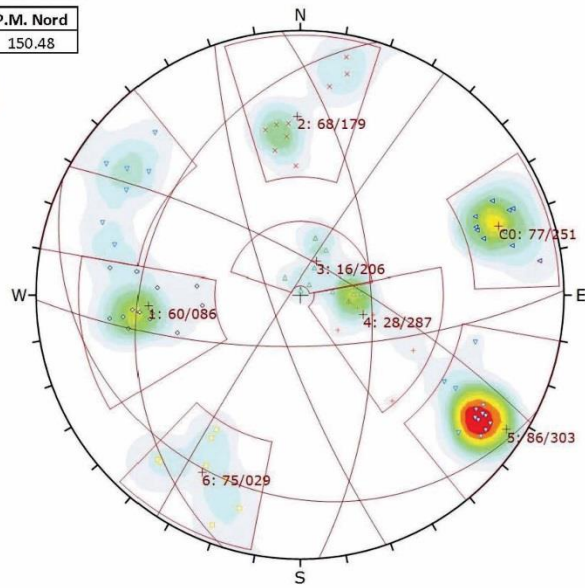 P.M. Nord
150.48
N
2: 68/179
C0: 77/251
3: 16/206
W
E
1: 60/086
4: 28/287
5: 86/303
6: 75/029
S